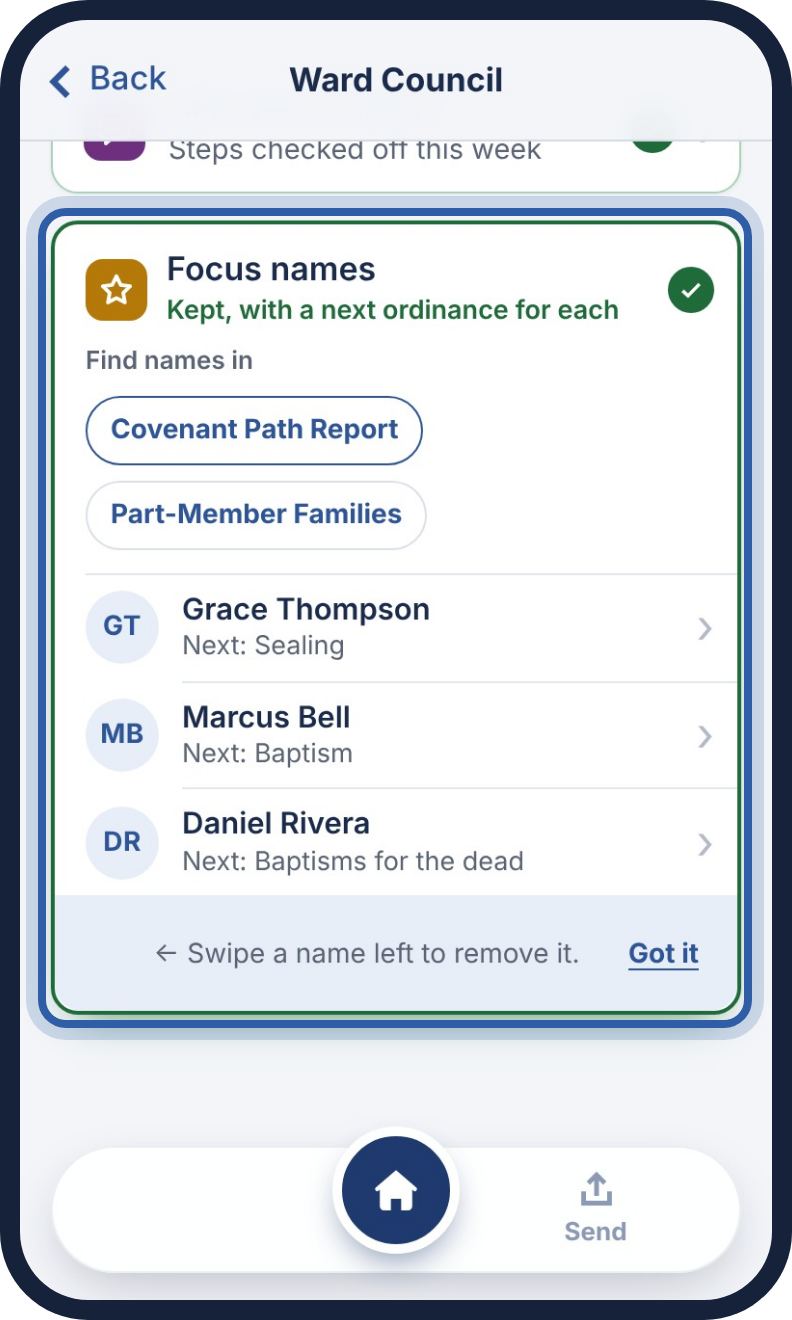 Back
Ward Council
Steps checked off this week
Focus names
Kept, with a next ordinance for each
Find names in
Covenant Path Report
Part-Member Families
GT
Grace Thompson
Next: Sealing
MB
Marcus Bell
Next: Baptism
DR
Daniel Rivera
Next: Baptisms for the dead
← Swipe a name left to remove it.
Got it
Send